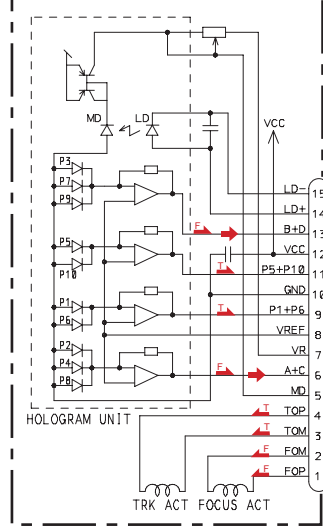 VCC
MD
LD
P3
P7
P9
P5
P10
P1
P6
P2
P4
P8
LD- 15
LD+ 14
F B+D 13
VCC 12
T P5+P10 11
GND 10
T P1+P6 9
VREF 8
VR 7
F A+C 6
MD 5
T TOP 4
T TOM 3
F FOM 2
F FOP 1
HOLOGRAM UNIT
TRK ACT FOCUS ACT